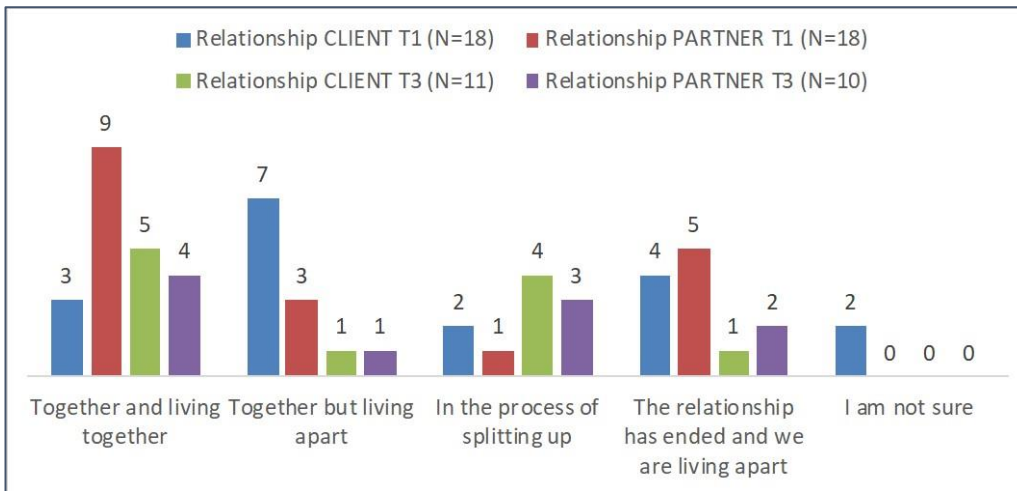 Relationship CLIENT T1 (N=18) Relationship PARTNER T1 (N=18)
Relationship CLIENT T3 (N=11) Relationship PARTNER T3 (N=10)
3 9 5 4
7 3 1 1
2 1 4 3
4 5 1 2
2 0 0 0
Together and living
together
Together but living
apart
In the process of
splitting up
The relationship
has ended and we
are living apart
I am not sure